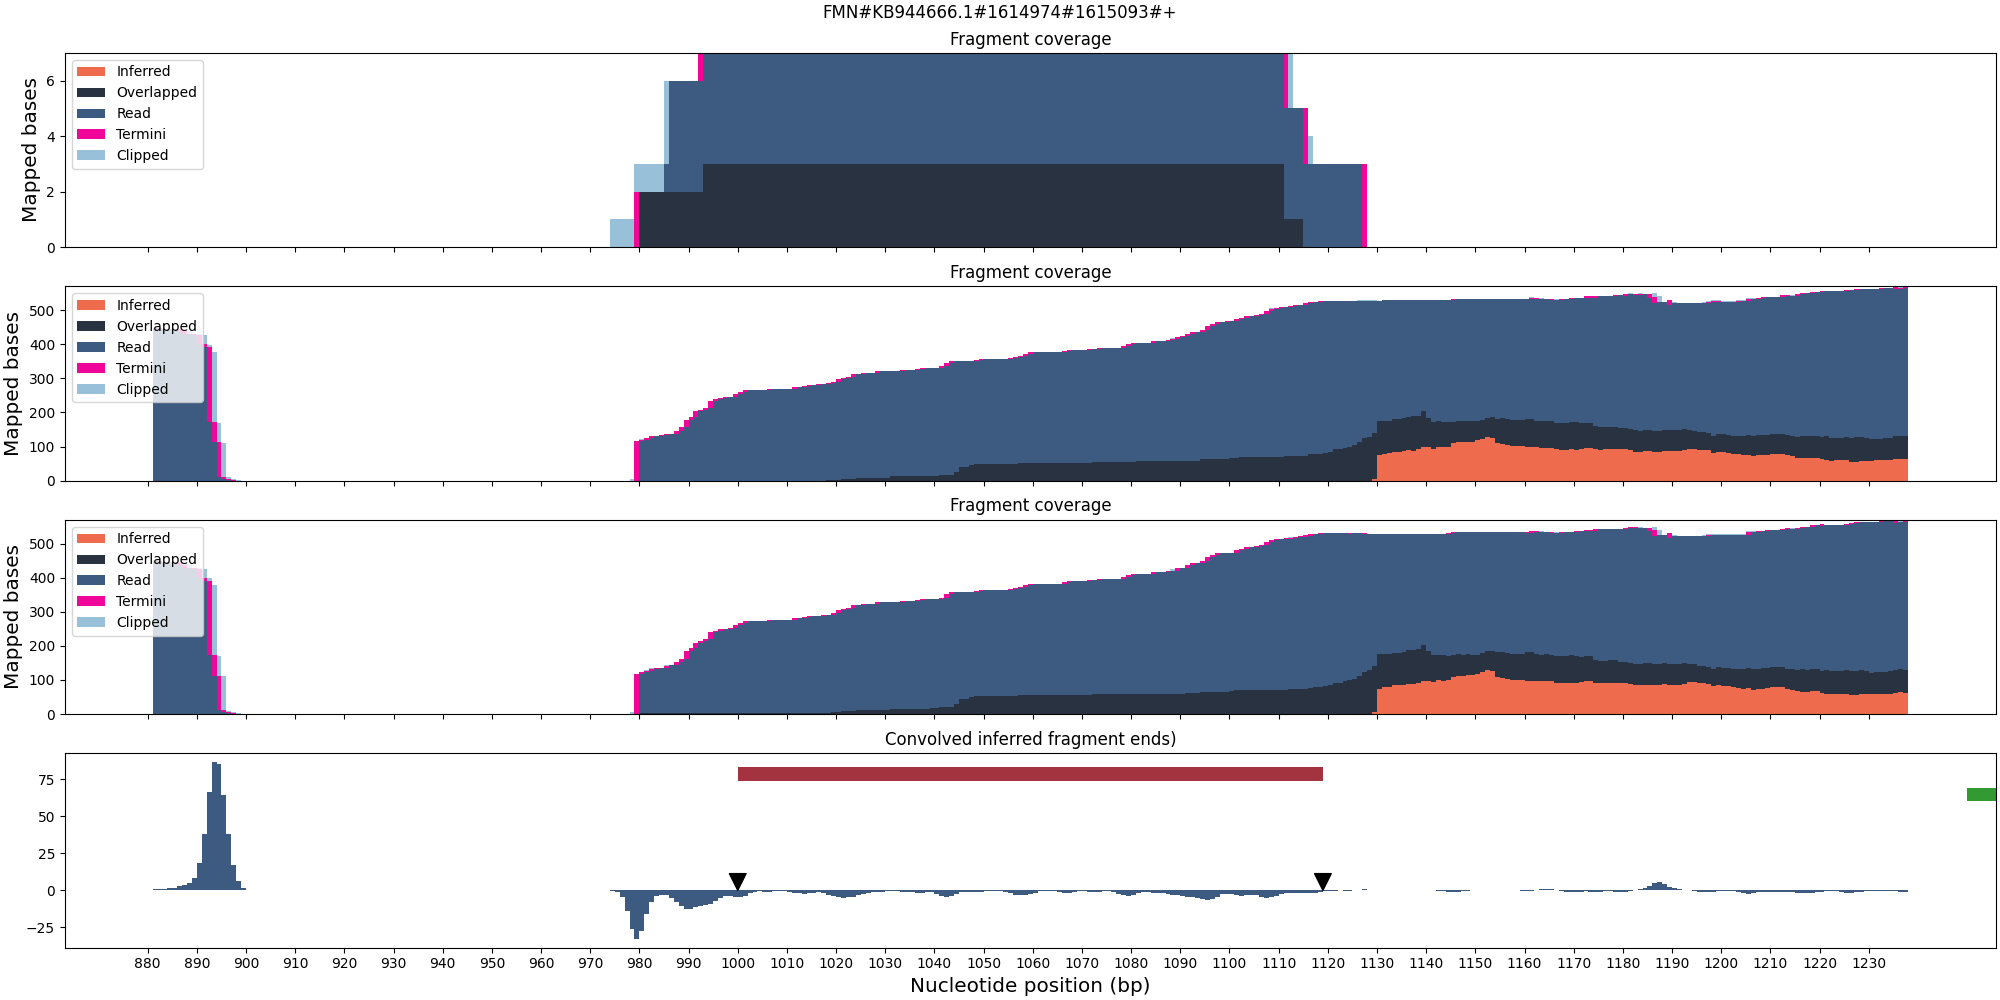 FMN#KB944666.1#1614974#1615093#+
Fragment coverage
Mapped bases
6
4
2
0
Inferred
Overlapped
Read
Termini
Clipped
Fragment coverage
Mapped bases
500
400
300
200
100
0
Inferred
Overlapped
Read
Termini
Clipped
Fragment coverage
Mapped bases
500
400
300
200
100
0
Inferred
Overlapped
Read
Termini
Clipped
Convolved inferred fragment ends)
75
50
25
0
−25
880 890 900 910 920 930 940 950 960 970 980 990 1000 1010 1020 1030 1040 1050 1060 1070 1080 1090 1100 1110 1120 1130 1140 1150 1160 1170 1180 1190 1200 1210 1220 1230
Nucleotide position (bp)